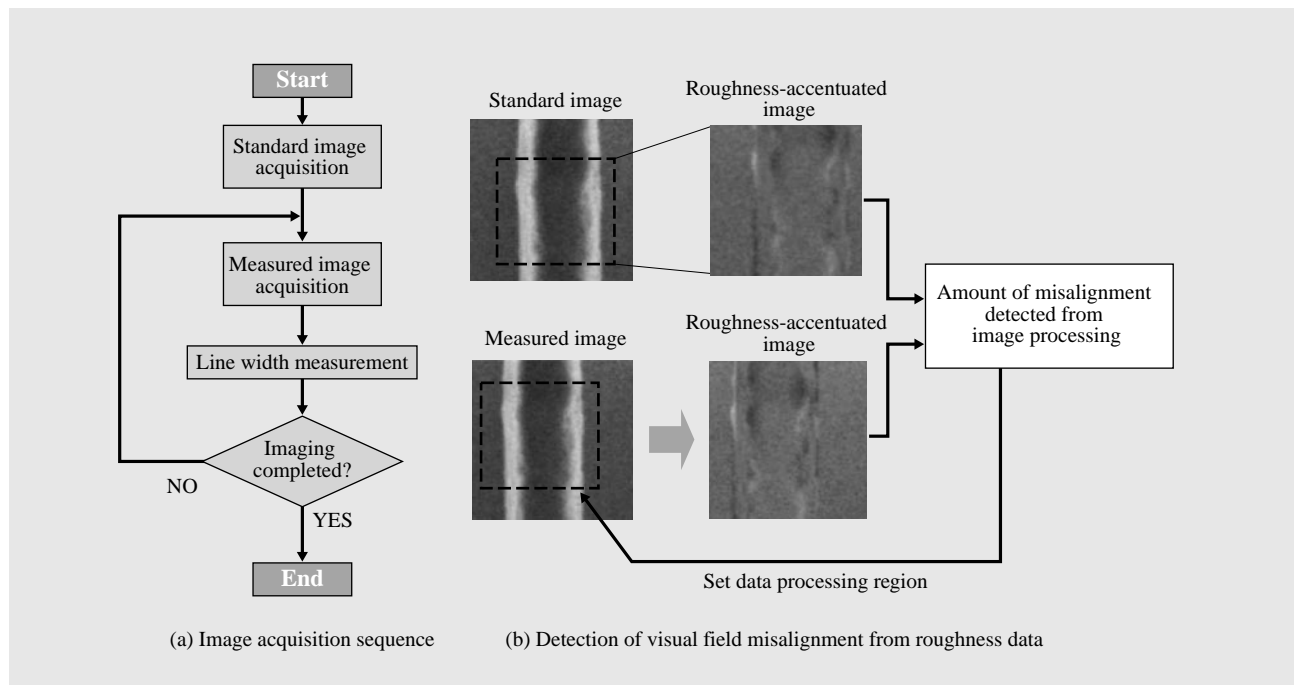 Start
Standard image
acquisition
Measured image
acquisition
Line width measurement
Imaging
completed?
NO
YES
End
(a) Image acquisition sequence
Standard image
Roughness-accentuated
image
Measured image
Roughness-accentuated
image
Amount of misalignment
detected from
image processing
Set data processing region
(b) Detection of visual field misalignment from roughness data